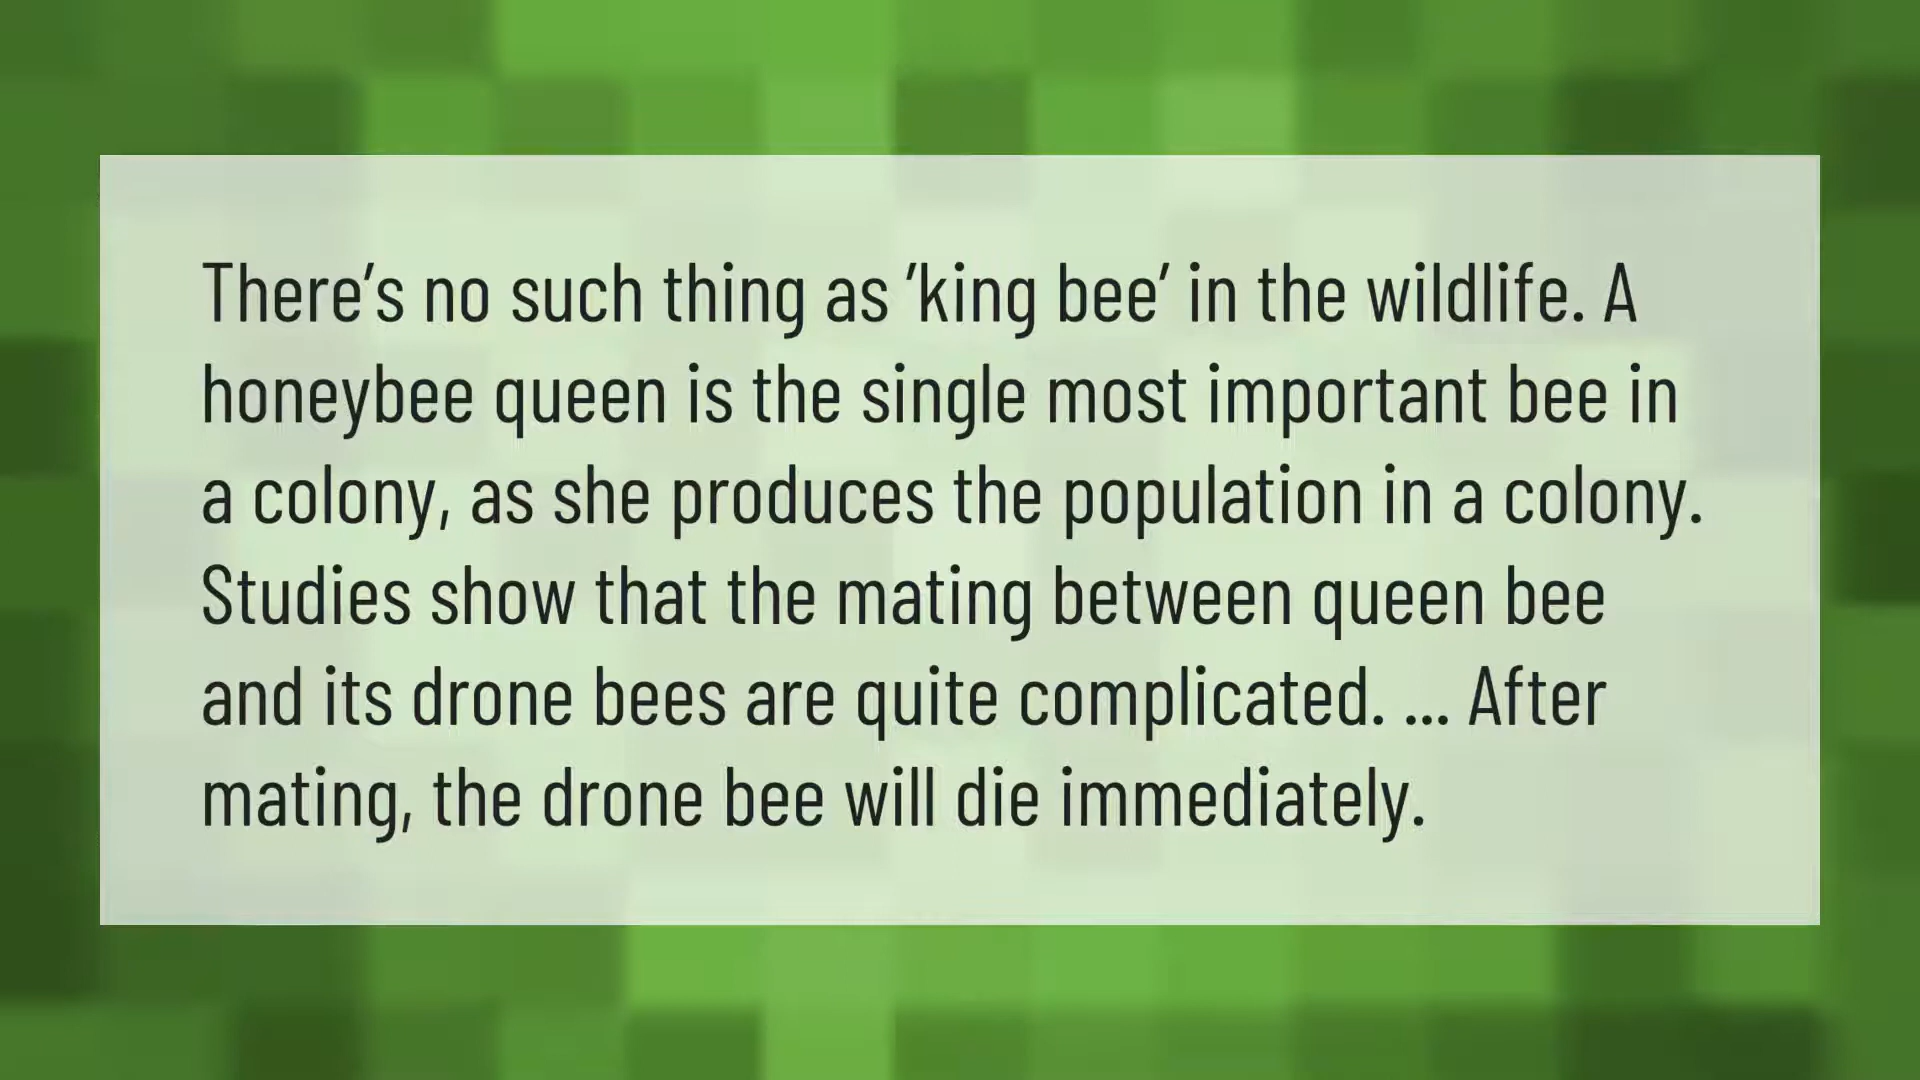 There's no such thing as 'king bee' in the wildlife. A
honeybee queen is the single most important bee in
a colony, as she produces the population in a colony.
Studies show that the mating between queen bee
and its drone bees are quite complicated. ... After
mating, the drone bee will die immediately.